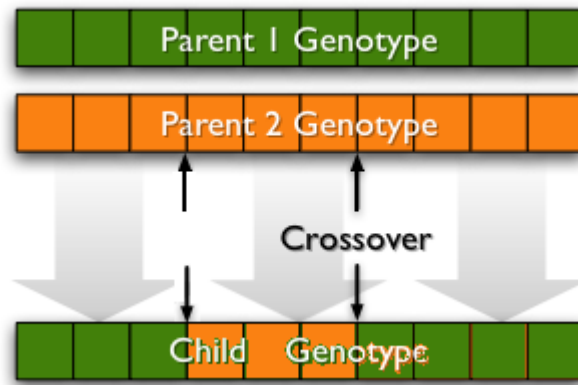 Parent 1 Genotype
Parent 2 Genotype
Crossover
Child Genotype